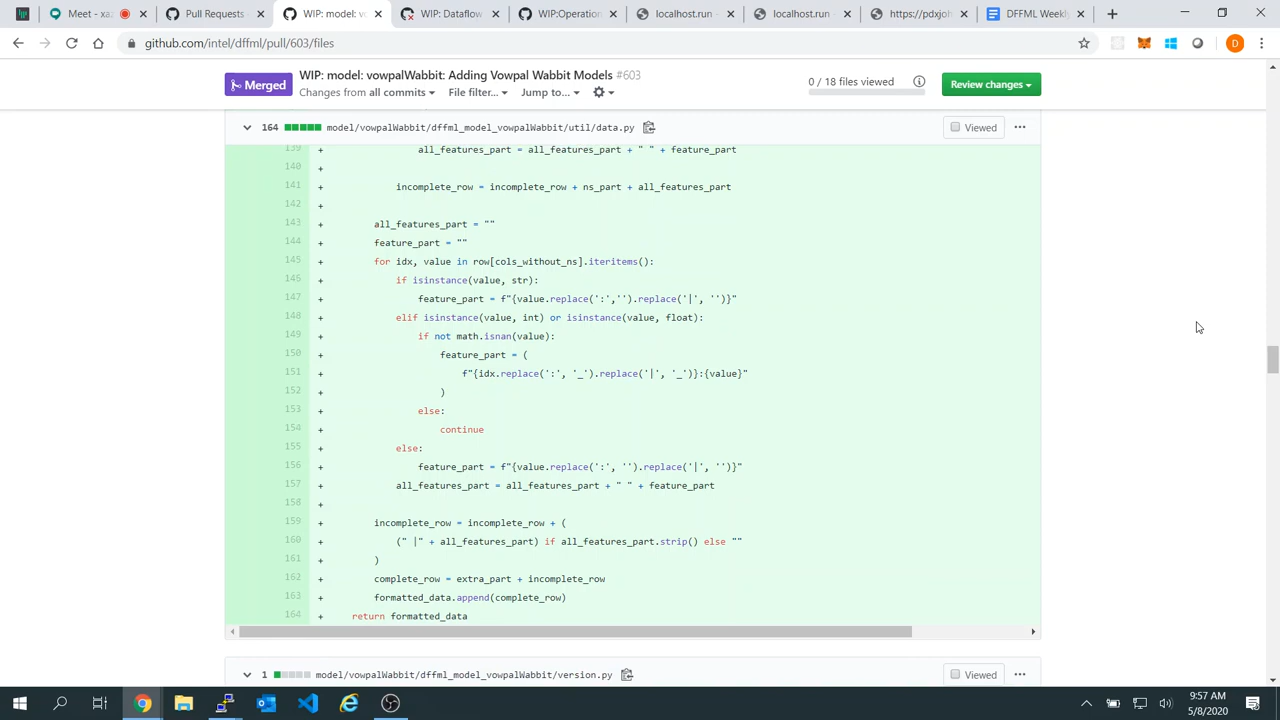 Meet - xaz
Pull Requests
WIP: model: v
WIP: Dataflow
WIP:Operation
localhost.run
localhost.run
https://pdxjoh
DFFML Weekly
github.com/intel/dffml/pull/603/files
D
Merged
WIP: model: vowpalWabbit: Adding Vowpal Wabbit Models #603
Changes from all commits File filter... Jump to...
0 / 18 files viewed
Review changes
164 model/vowpalWabbit/dffml_model_vowpalWabbit/util/data.py
Viewed
139 + all_features_part = all_features_part + " " + feature_part
140 +
141 + incomplete_row = incomplete_row + ns_part + all_features_part
142 +
143 + all_features_part = ""
144 + feature_part = ""
145 + for idx, value in row[cols_without_ns].iteritems():
146 + if isinstance(value, str):
147 + feature_part = f"{value.replace(':','').replace('|', '')}"
148 + elif isinstance(value, int) or isinstance(value, float):
149 + if not math.isnan(value):
150 + feature_part = (
151 + f"{idx.replace(':', '_').replace('|', '_')}:{value}"
152 + )
153 + else:
154 + continue
155 + else:
156 + feature_part = f"{value.replace(':', '').replace('|', '')}"
157 + all_features_part = all_features_part + " " + feature_part
158 +
159 + incomplete_row = incomplete_row + (
160 + (" |" + all_features_part) if all_features_part.strip() else ""
161 + )
162 + complete_row = extra_part + incomplete_row
163 + formatted_data.append(complete_row)
164 + return formatted_data
1 model/vowpalWabbit/dffml_model_vowpalWabbit/version.py
Viewed
9:57 AM
5/8/2020